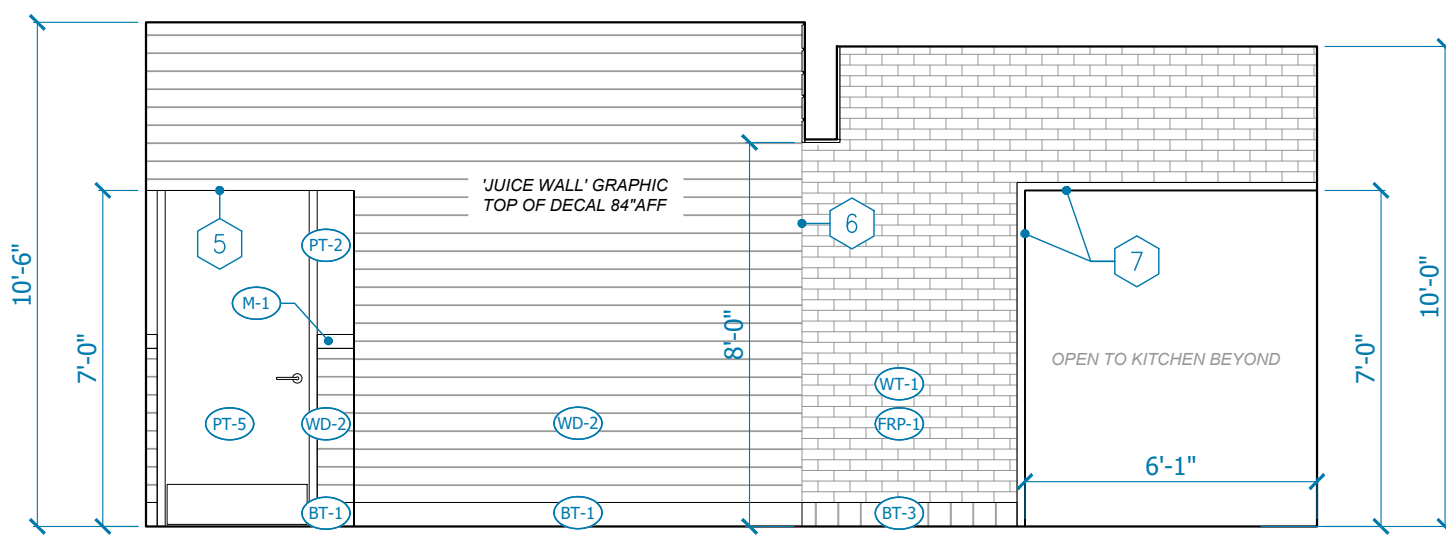 'JUICE WALL' GRAPHIC
TOP OF DECAL 84"AFF
5
6
PT-2
7
M-1
10'-6"
10'-0"
7'-0"
8'-0"
7'-0"
OPEN TO KITCHEN BEYOND
WT-1
PT-5
WD-2
WD-2
FRP-1
6'-1"
BT-1
BT-1
BT-3